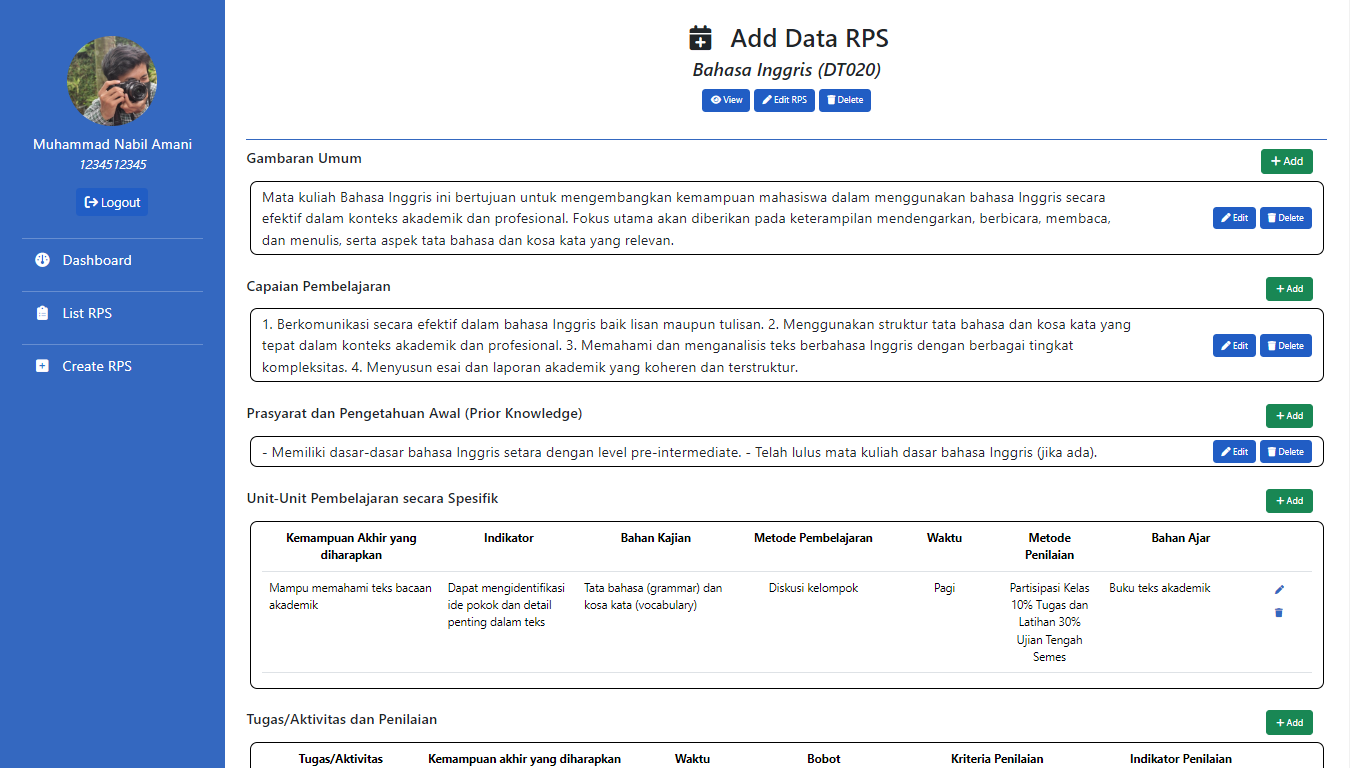 Muhammad Nabil Amani
1234512345
Logout
Dashboard
List RPS
Create RPS
Add Data RPS
Bahasa Inggris (DT020)
View Edit RPS Delete
Gambaran Umum
Add
Mata kuliah Bahasa Inggris ini bertujuan untuk mengembangkan kemampuan mahasiswa dalam menggunakan bahasa Inggris secara
efektif dalam konteks akademik dan profesional. Fokus utama akan diberikan pada keterampilan mendengarkan, berbicara, membaca,
dan menulis, serta aspek tata bahasa dan kosa kata yang relevan.
Edit Delete
Capaian Pembelajaran
Add
1. Berkomunikasi secara efektif dalam bahasa Inggris baik lisan maupun tulisan. 2. Menggunakan struktur tata bahasa dan kosa kata yang
tepat dalam konteks akademik dan profesional. 3. Memahami dan menganalisis teks berbahasa Inggris dengan berbagai tingkat
kompleksitas. 4. Menyusun esai dan laporan akademik yang koheren dan terstruktur.
Edit Delete
Prasyarat dan Pengetahuan Awal (Prior Knowledge)
Add
- Memiliki dasar-dasar bahasa Inggris setara dengan level pre-intermediate. - Telah lulus mata kuliah dasar bahasa Inggris (jika ada).
Edit Delete
Unit-Unit Pembelajaran secara Spesifik
Add
Kemampuan Akhir yang
diharapkan
Indikator
Bahan Kajian
Metode Pembelajaran
Waktu
Metode
Penilaian
Bahan Ajar
Mampu memahami teks bacaan
akademik
Dapat mengidentifikasi
ide pokok dan detail
penting dalam teks
Tata bahasa (grammar) dan
kosa kata (vocabulary)
Diskusi kelompok
Pagi
Partisipasi Kelas
10% Tugas dan
Latihan 30%
Ujian Tengah
Semes
Buku teks akademik
Tugas/Aktivitas dan Penilaian
Add
Tugas/Aktivitas
Kemampuan akhir yang diharapkan
Waktu
Bobot
Kriteria Penilaian
Indikator Penilaian